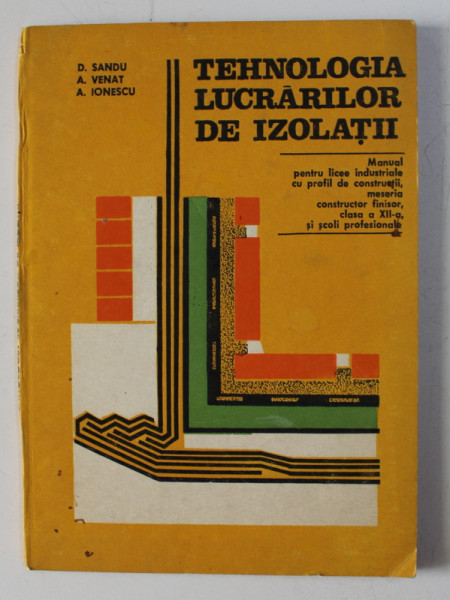 D. SANDU
A. VENAT
A. IONESCU
TEHNOLOGIA
LUCRĂRILOR
DE IZOLAȚII
Manual
pentru licee industriale
cu profil de construcții,
meseria
constructor finisor,
clasa a XII-a,
și școli profesionale